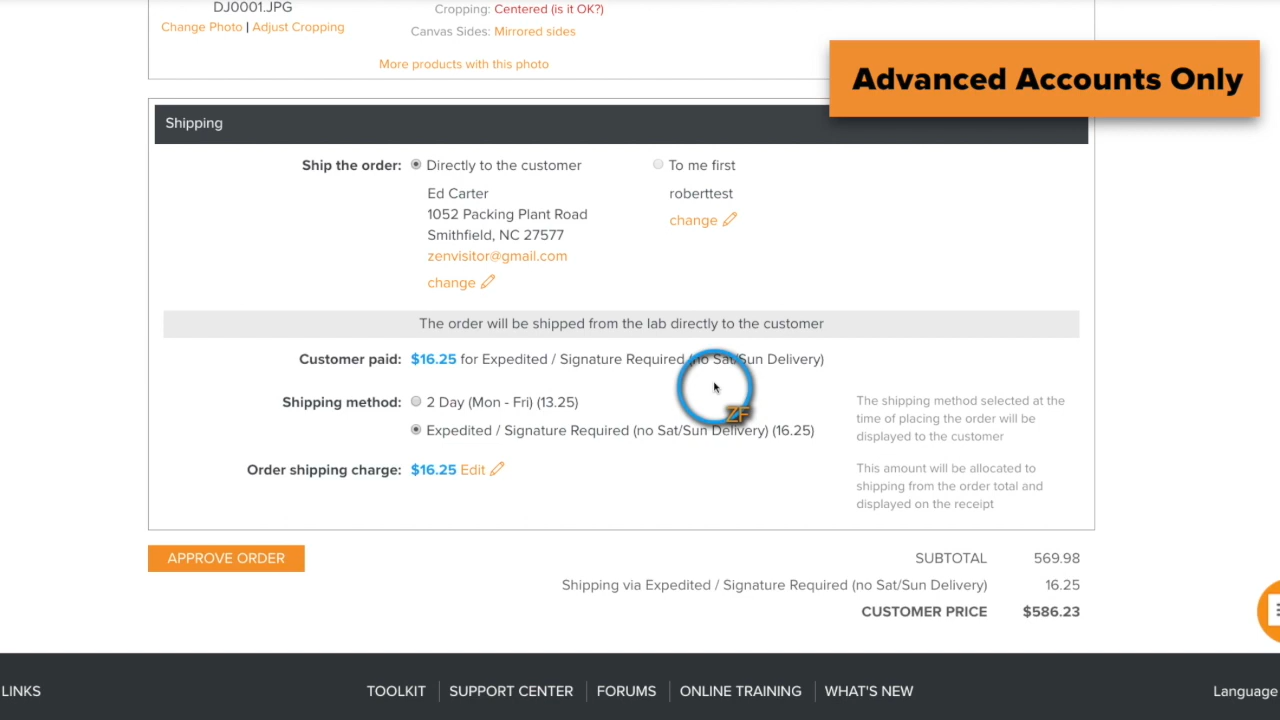 DJ0001.JPG
Change Photo | Adjust Cropping
Cropping: Centered (is it OK?)
Canvas Sides: Mirrored sides
More products with this photo
Advanced Accounts Only
Shipping
Ship the order: Directly to the customer To me first
Ed Carter roberttest
1052 Packing Plant Road
change
Smithfield, NC 27577
zenvisitor@gmail.com
change
The order will be shipped from the lab directly to the customer
Customer paid: $16.25 for Expedited / Signature Required (no Sat/Sun Delivery)
Shipping method: 2 Day (Mon - Fri) (13.25)
Expedited / Signature Required (no Sat/Sun Delivery) (16.25)
The shipping method selected at the
time of placing the order will be
displayed to the customer
ZF
Order shipping charge: $16.25 Edit
This amount will be allocated to
shipping from the order total and
displayed on the receipt
APPROVE ORDER
SUBTOTAL 569.98
Shipping via Expedited / Signature Required (no Sat/Sun Delivery) 16.25
CUSTOMER PRICE $586.23
LINKS TOOLKIT SUPPORT CENTER FORUMS ONLINE TRAINING WHAT'S NEW Language